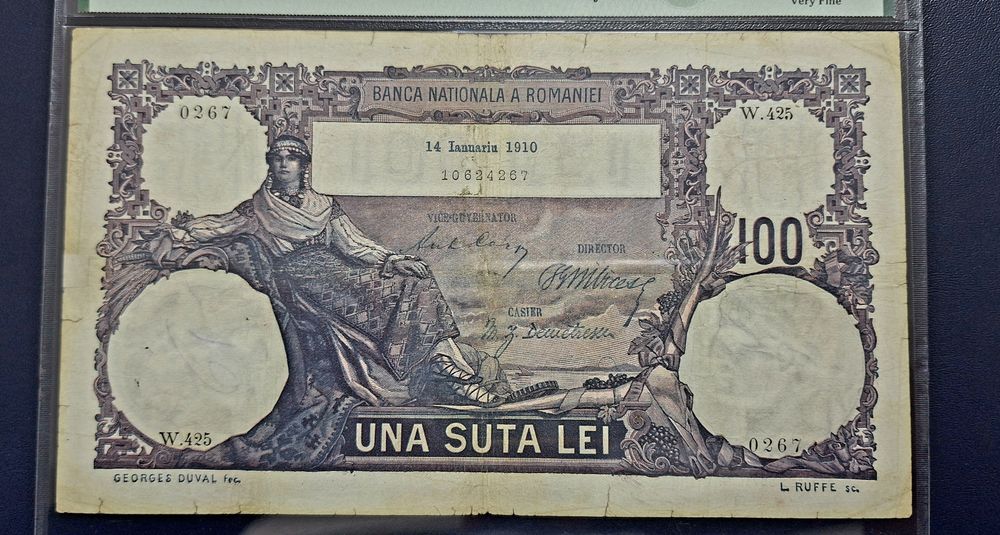 Very Fine
BANCA NATIONALA A ROMANIEI
0267
W.425
14 Ianuariu 1910
10624267
VICE-GUVERNATOR
DIRECTOR
100
CASIER
W.425
UNA SUTA LEI
0267
GEORGES DUVAL Fec.
L. RUFFE SC.